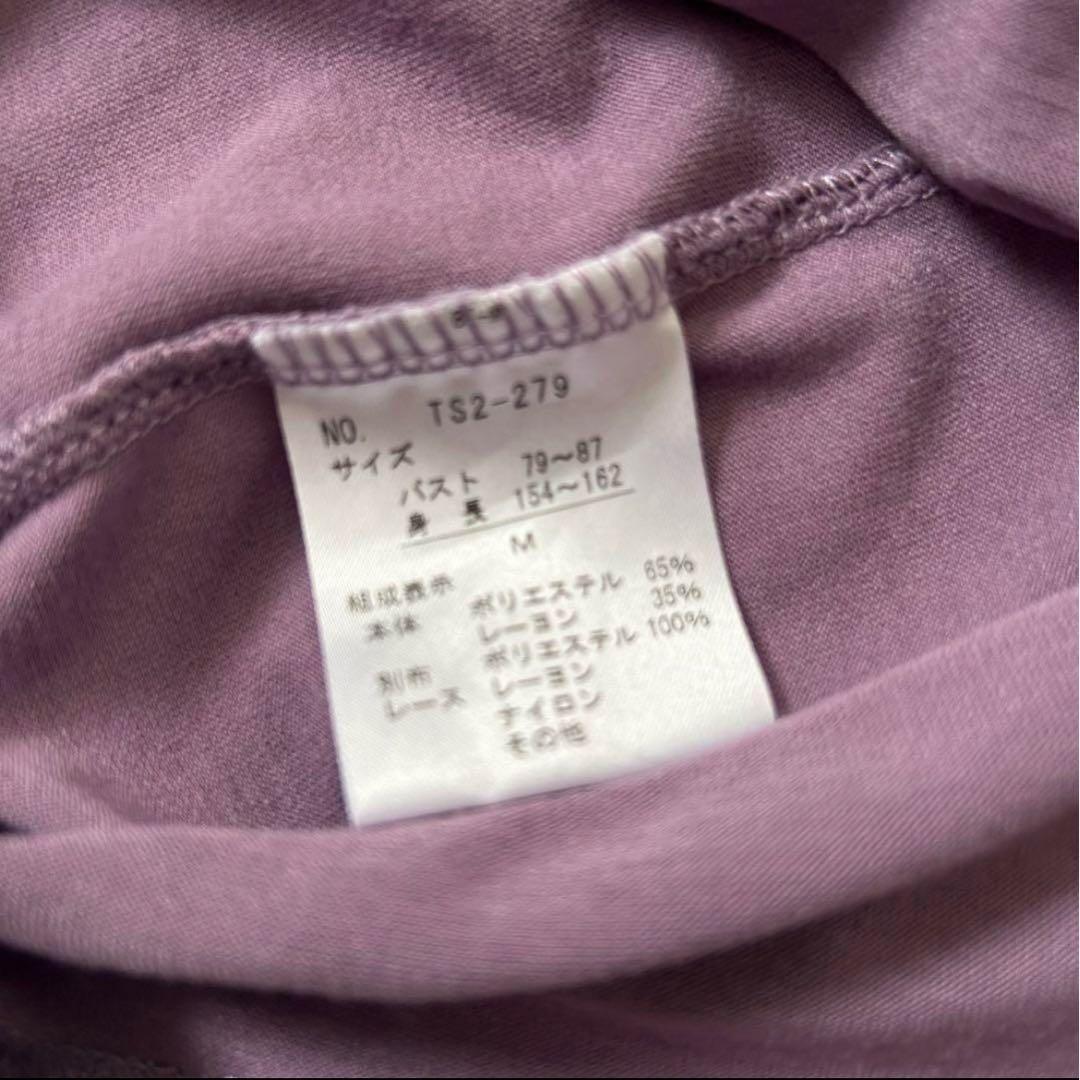 NO. TS2-279
サイズ
バスト 79～87
身長 154～162
M
組成表示
本体 ポリエステル 65%
レーヨン 35%
別布 ポリエステル 100%
レース レーヨン
ナイロン
その他